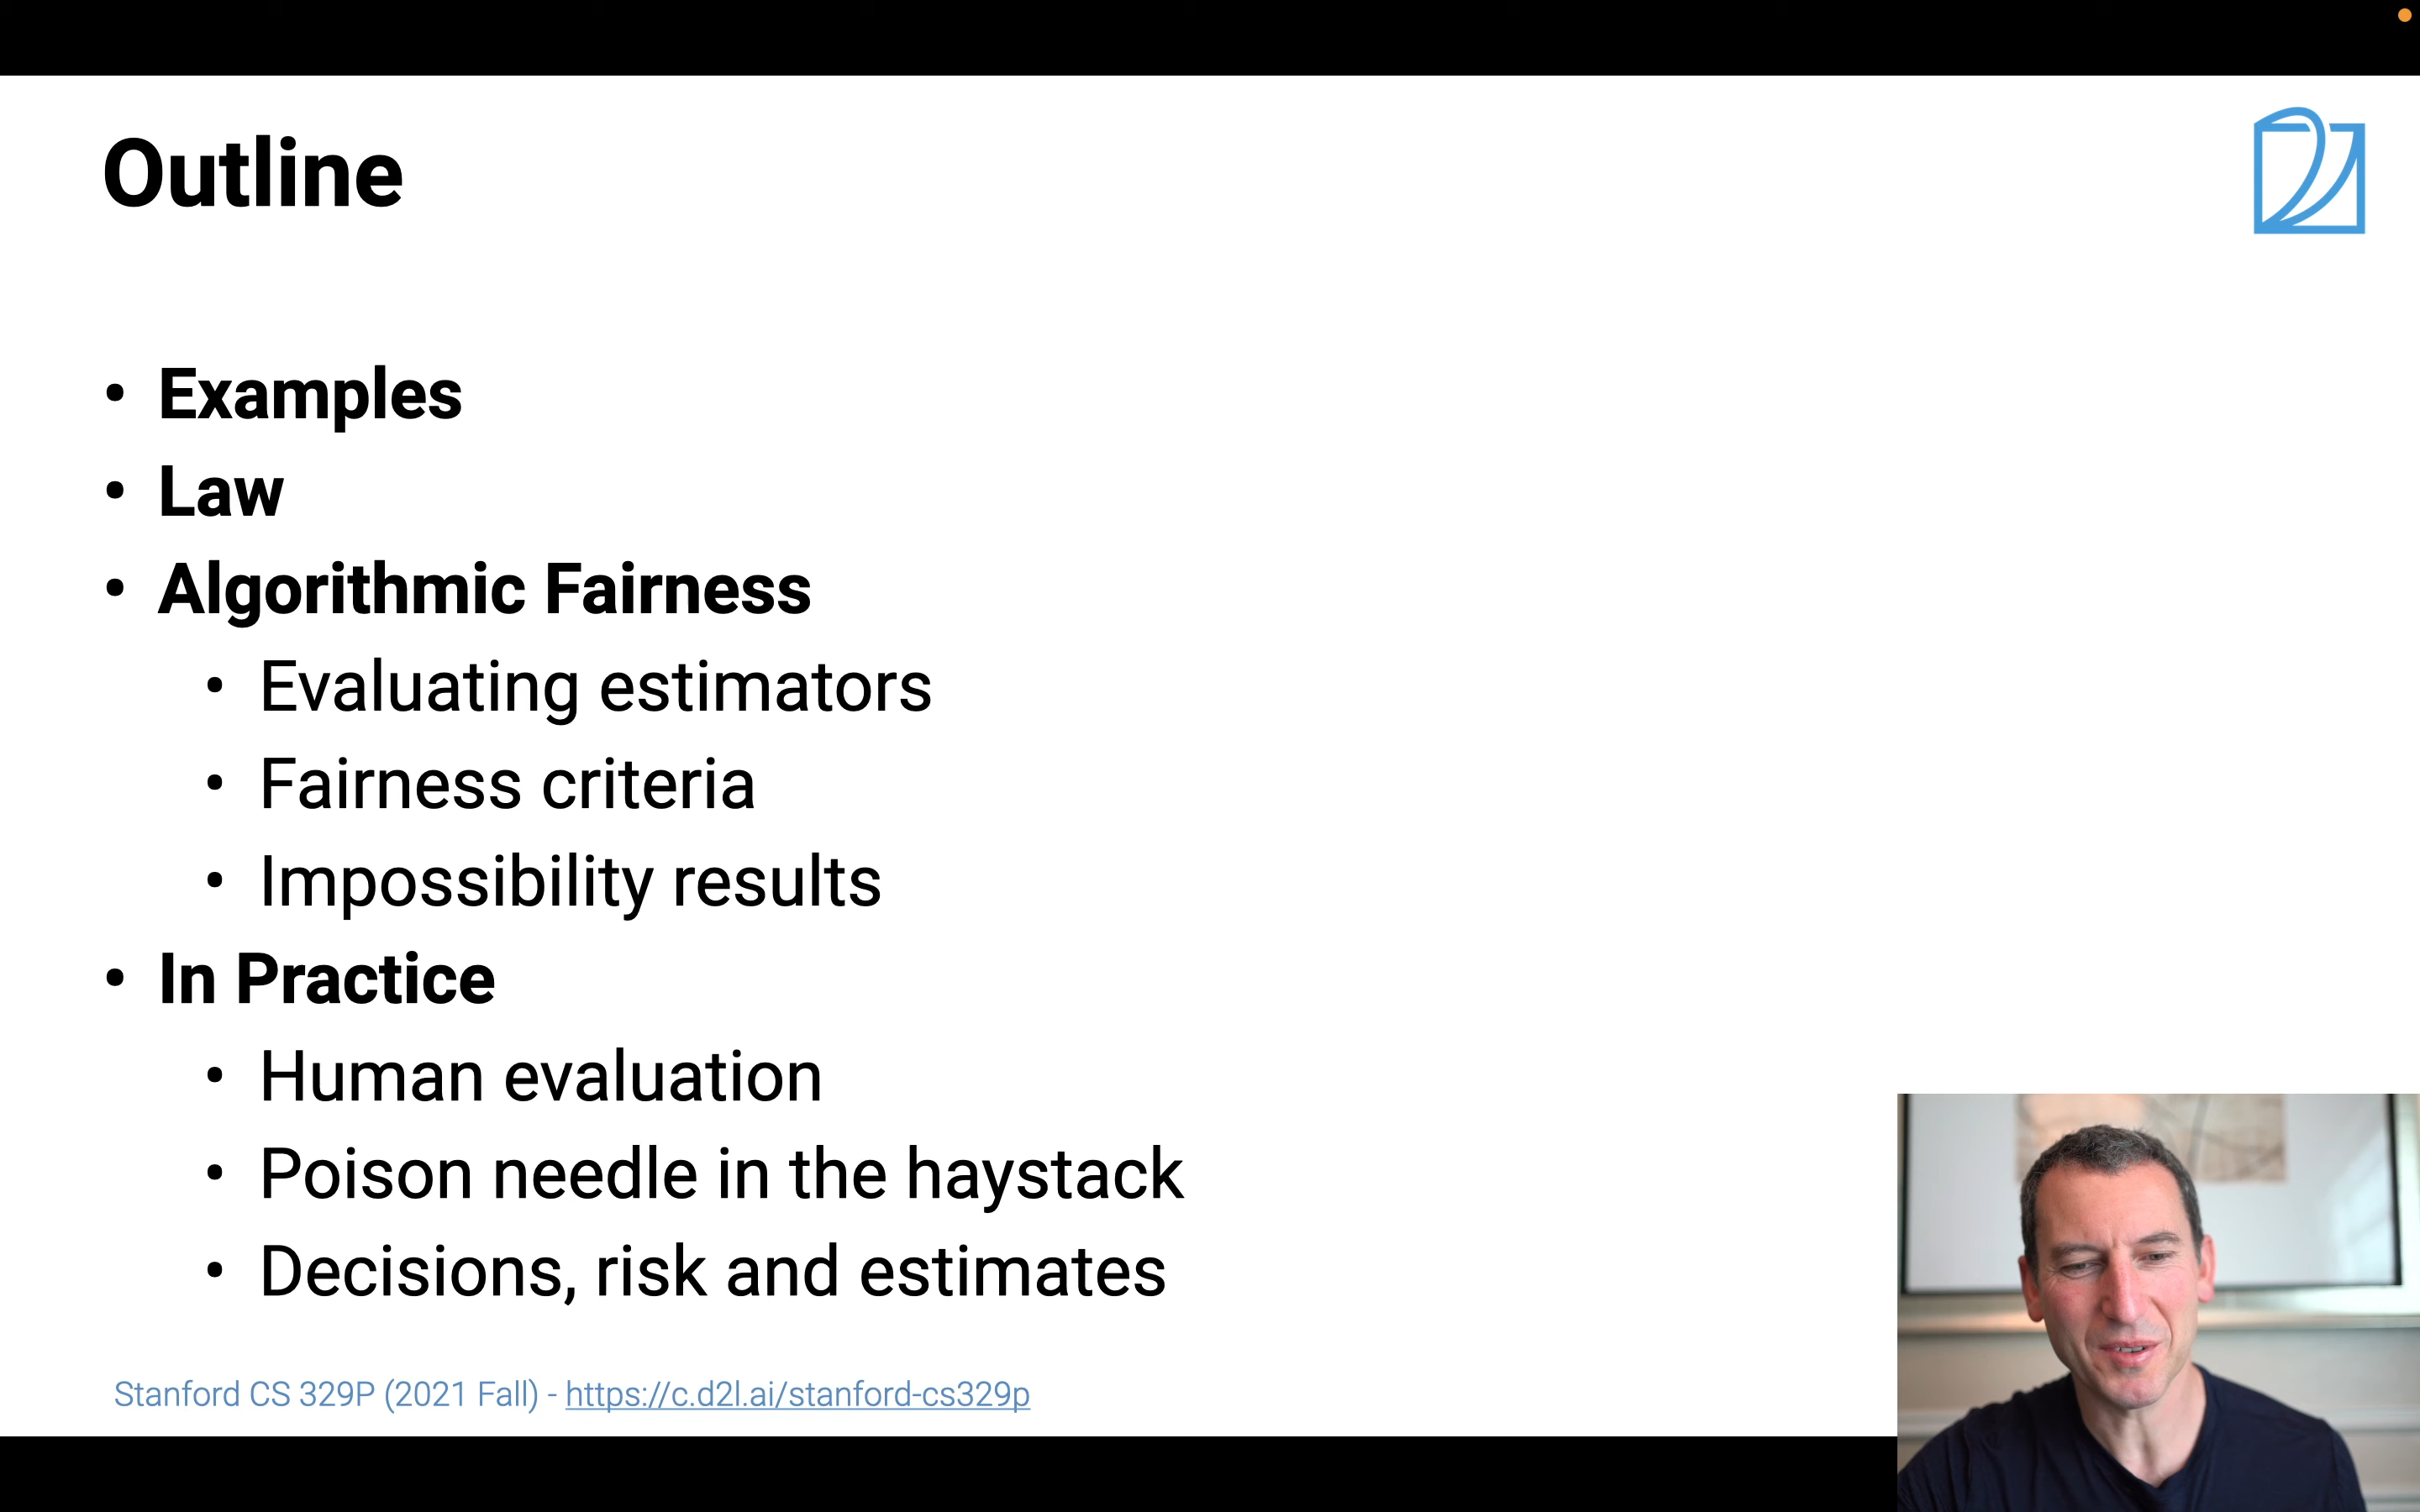 Outline
• Examples
• Law
• Algorithmic Fairness
• Evaluating estimators
• Fairness criteria
• Impossibility results
• In Practice
• Human evaluation
• Poison needle in the haystack
• Decisions, risk and estimates
Stanford CS 329P (2021 Fall) - https://c.d2l.ai/stanford-cs329p